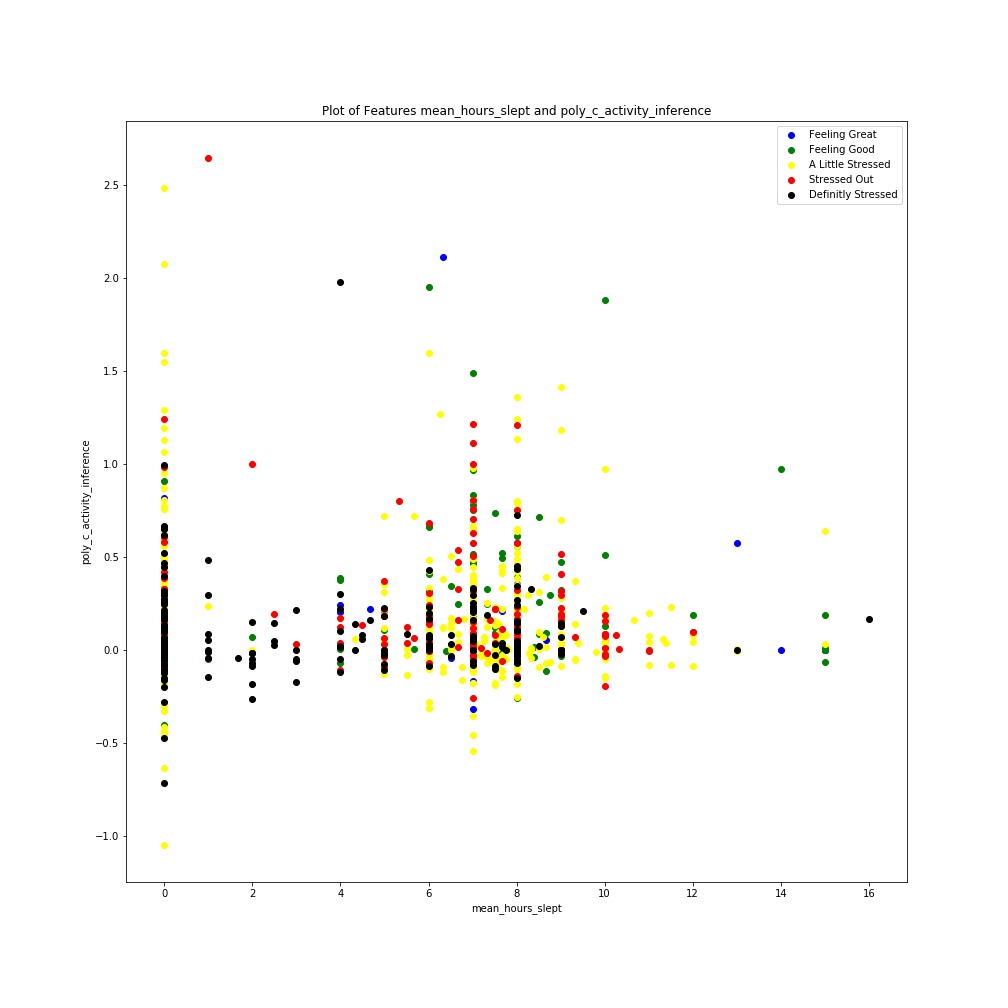 Plot of Features mean_hours_slept and poly_c_activity_inference
Feeling Great
Feeling Good
A Little Stressed
Stressed Out
Definitly Stressed
2.5
2.0
1.5
1.0
0.5
0.0
−0.5
−1.0
poly_c_activity_inference
0 2 4 6 8 10 12 14 16
mean_hours_slept